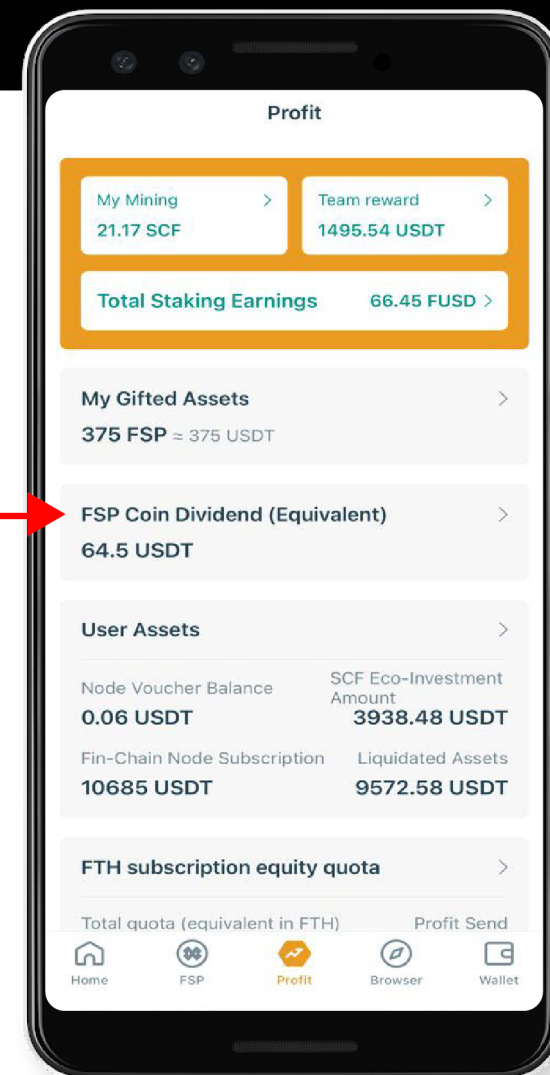 Profit
My Mining >
21.17 SCF
Team reward >
1495.54 USDT
Total Staking Earnings 66.45 FUSD >
My Gifted Assets >
375 FSP ≈ 375 USDT
FSP Coin Dividend (Equivalent) >
64.5 USDT
User Assets >
Node Voucher Balance
0.06 USDT
SCF Eco-Investment
Amount
3938.48 USDT
Fin-Chain Node Subscription
10685 USDT
Liquidated Assets
9572.58 USDT
FTH subscription equity quota >
Total quota (equivalent in FTH) Profit Send
Home FSP Profit Browser Wallet